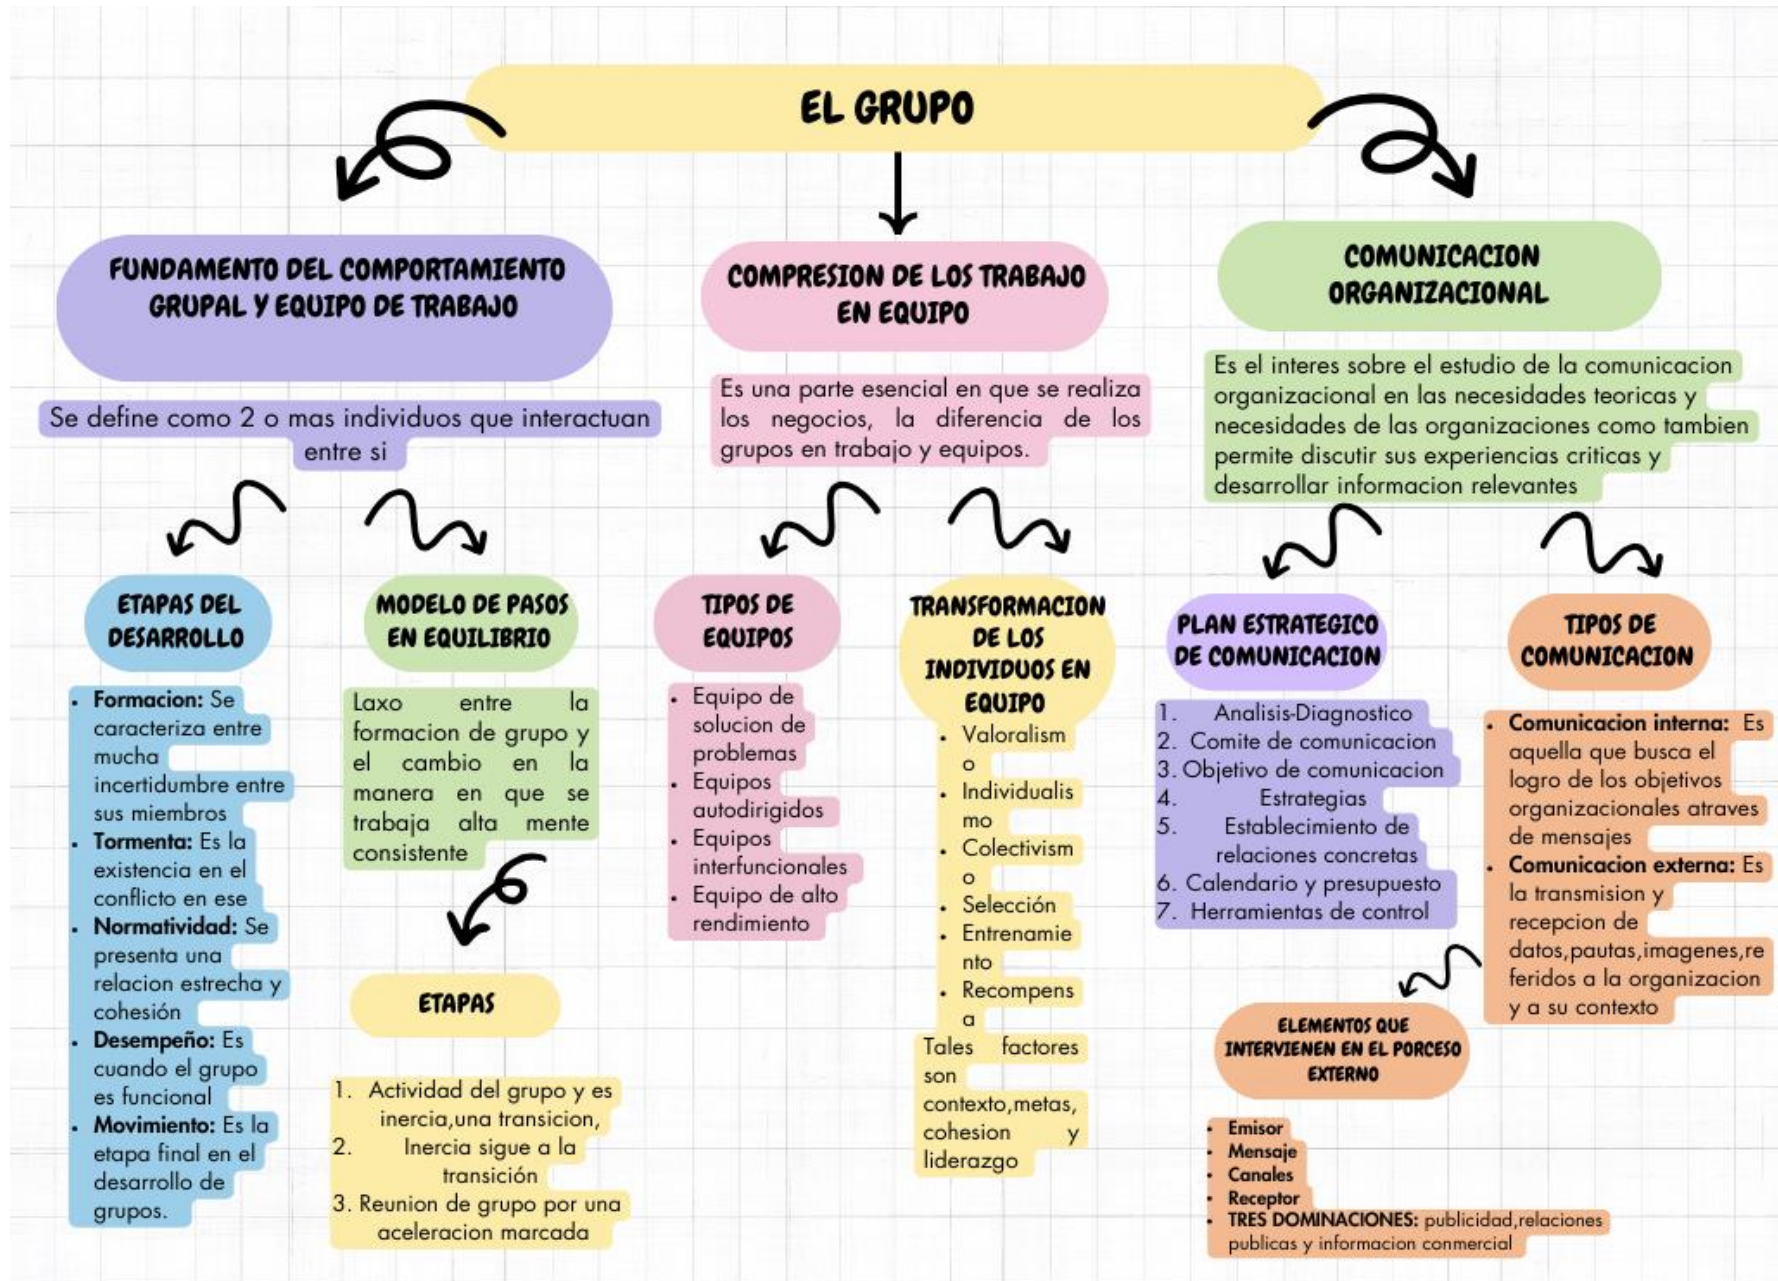 EL GRUPO
FUNDAMENTO DEL COMPORTAMIENTO
GRUPAL Y EQUIPO DE TRABAJO
Se define como 2 o mas individuos que interactuan
entre si
ETAPAS DEL
DESARROLLO
• Formacion: Se
caracteriza entre
mucha
incertidumbre entre
sus miembros
• Tormenta: Es la
existencia en el
conflicto en ese
• Normatividad: Se
presenta una
relacion estrecha y
cohesión
• Desempeño: Es
cuando el grupo
es funcional
• Movimiento: Es la
etapa final en el
desarrollo de
grupos.
MODELO DE PASOS
EN EQUILIBRIO
Laxo entre la
formacion de grupo y
el cambio en la
manera en que se
trabaja alta mente
consistente
ETAPAS
1. Actividad del grupo y es
inercia,una transicion,
2. Inercia sigue a la
transición
3. Reunion de grupo por una
aceleracion marcada
COMPRESION DE LOS TRABAJO
EN EQUIPO
Es una parte esencial en que se realiza
los negocios, la diferencia de los
grupos en trabajo y equipos.
TIPOS DE
EQUIPOS
• Equipo de
solucion de
problemas
• Equipos
autodirigidos
• Equipos
interfuncionales
• Equipo de alto
rendimiento
TRANSFORMACION
DE LOS
INDIVIDUOS EN
EQUIPO
• Valoralism
o
• Individualis
mo
• Colectivism
o
• Selección
• Entrenamie
nto
• Recompens
a
Tales factores
son
contexto,metas,
cohesion y
liderazgo
COMUNICACION
ORGANIZACIONAL
Es el interes sobre el estudio de la comunicacion
organizacional en las necesidades teoricas y
necesidades de las organizaciones como tambien
permite discutir sus experiencias criticas y
desarrollar informacion relevantes
PLAN ESTRATEGICO
DE COMUNICACION
1. Analisis-Diagnostico
2. Comite de comunicacion
3. Objetivo de comunicacion
4. Estrategias
5. Establecimiento de
relaciones concretas
6. Calendario y presupuesto
7. Herramientas de control
TIPOS DE
COMUNICACION
• Comunicacion interna: Es
aquella que busca el
logro de los objetivos
organizacionales atraves
de mensajes
• Comunicacion externa: Es
la transmision y
recepcion de
datos,pautas,imagenes,re
feridos a la organizacion
y a su contexto
ELEMENTOS QUE
INTERVIENEN EN EL PORCESO
EXTERNO
• Emisor
• Mensaje
• Canales
• Receptor
• TRES DOMINACIONES: publicidad,relaciones
publicas y informacion conmercial